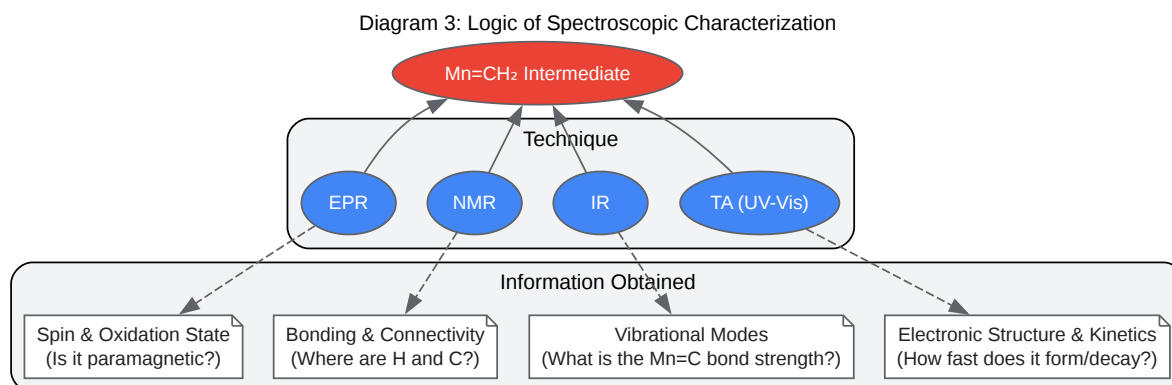 Diagram 3: Logic of Spectroscopic Characterization
Mn=CH₂ Intermediate
Technique
EPR
NMR
IR
TA (UV-Vis)
Information Obtained
Spin & Oxidation State
(Is it paramagnetic?)
Bonding & Connectivity
(Where are H and C?)
Vibrational Modes
(What is the Mn=C bond strength?)
Electronic Structure & Kinetics
(How fast does it form/decay?)